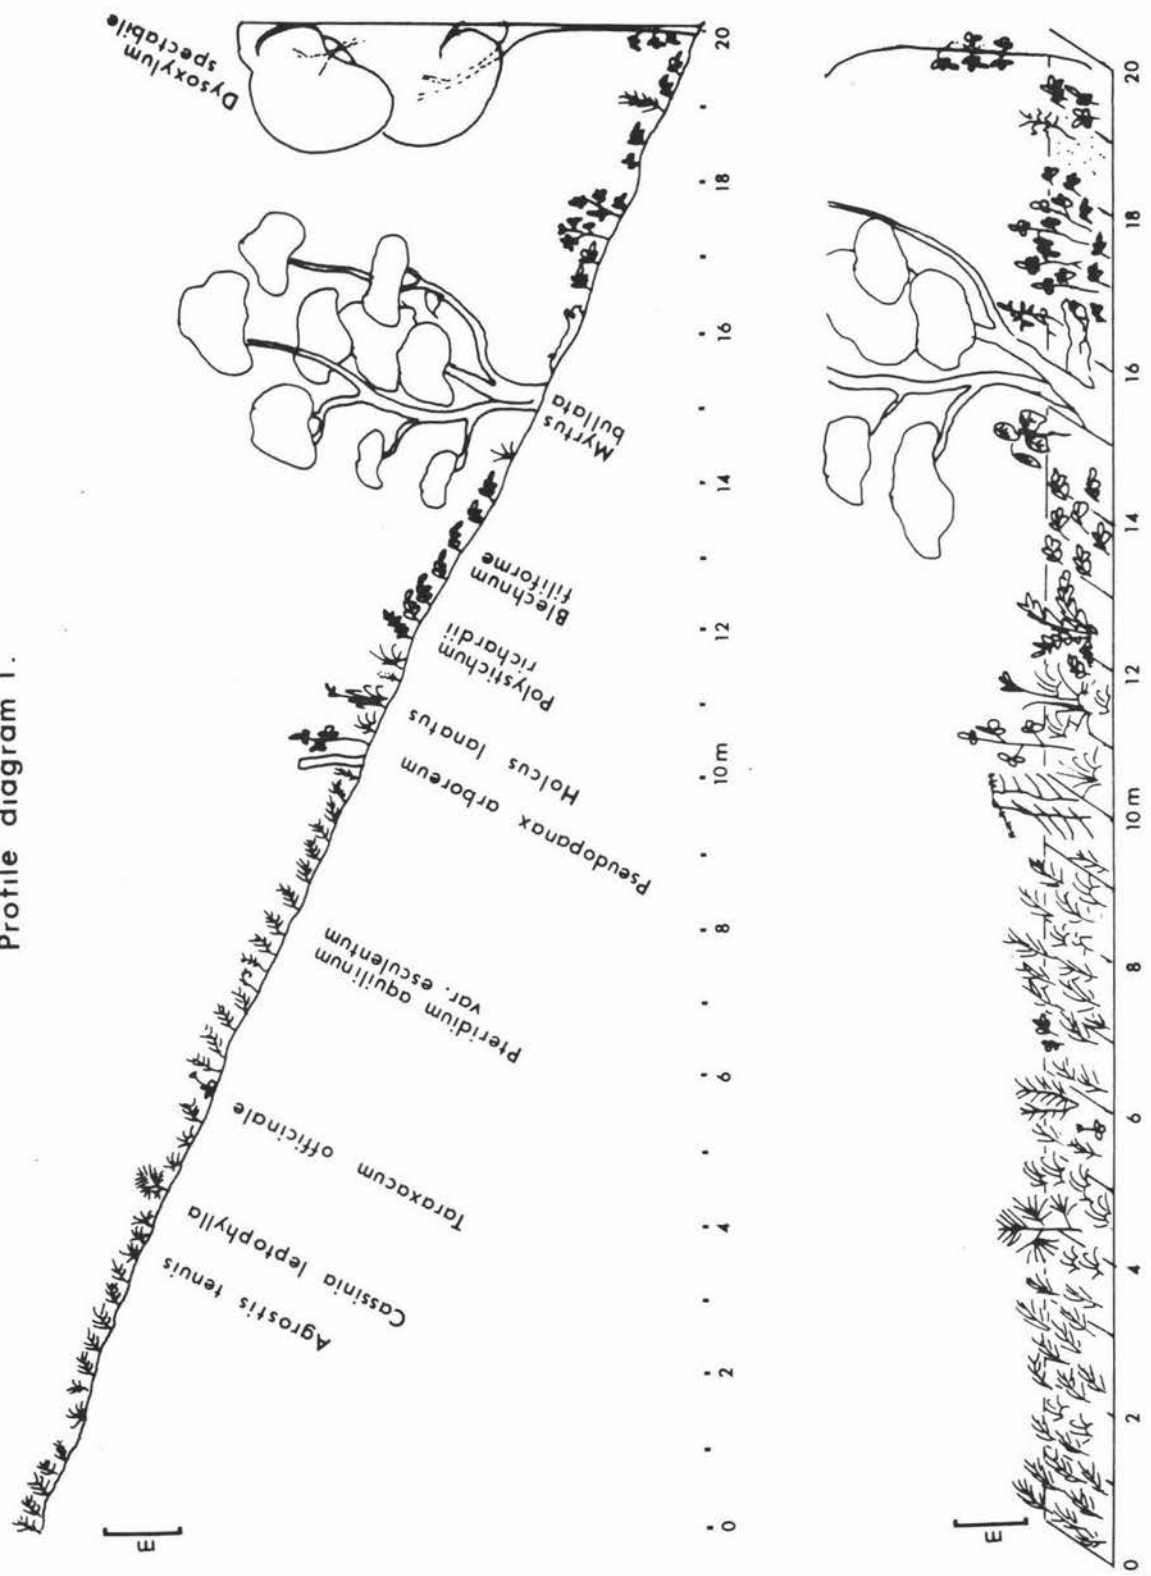 Profile diagram 1.
Dysoxylum
spectabile
Myrtus
bullata
Blechnum
filiforme
Polystichum
richardii
Holcus lanatus
Pseudopanax arboreum
Pteridium aquilinum
var. esculentum
Taraxacum officinale
Cassinia leptophylla
Agrostis tenuis
m
0 2 4 6 8 10m 12 14 16 18 20
m
0 2 4 6 8 10m 12 14 16 18 20